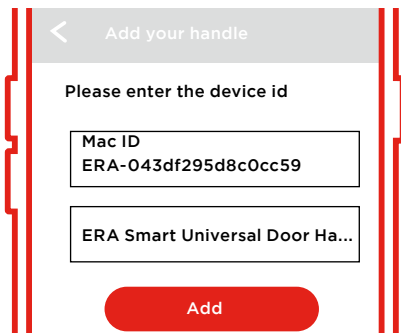 Add your handle
Please enter the device id
Mac ID
ERA-043df295d8c0cc59
ERA Smart Universal Door Ha...
Add